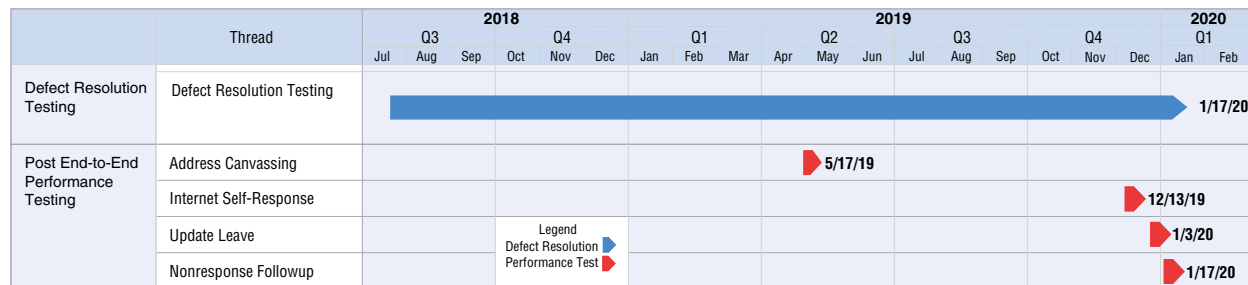 2018 2019 2020
Thread Q3 Q4 Q1 Q2 Q3 Q4 Q1
Jul Aug Sep Oct Nov Dec Jan Feb Mar Apr May Jun Jul Aug Sep Oct Nov Dec Jan Feb
Defect Resolution
Testing
Defect Resolution Testing
1/17/20
Post End-to-End
Performance
Testing
Address Canvassing
5/17/19
Internet Self-Response
12/13/19
Update Leave
1/3/20
Nonresponse Followup
1/17/20
Legend
Defect Resolution
Performance Test